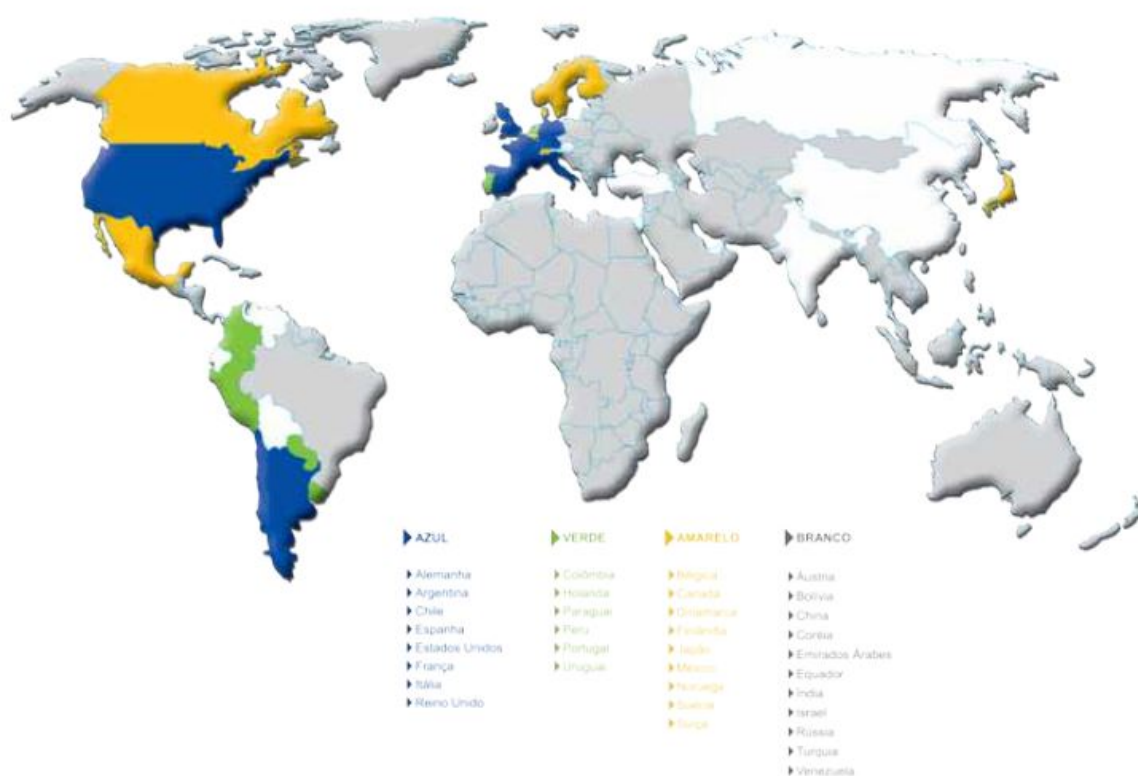 AZUL
Alemanha
Argentina
Chile
Espanha
Estados Unidos
França
Itália
Reino Unido
VERDE
Colômbia
Holanda
Paraguai
Peru
Portugal
Uruguai
AMARELO
Bélgica
Canadá
Dinamarca
Finlândia
Japão
México
Noruega
Suécia
Suíça
BRANCO
Áustria
Bolívia
China
Coréia
Emirados Árabes
Equador
Índia
Israel
Rússia
Turquia
Venezuela